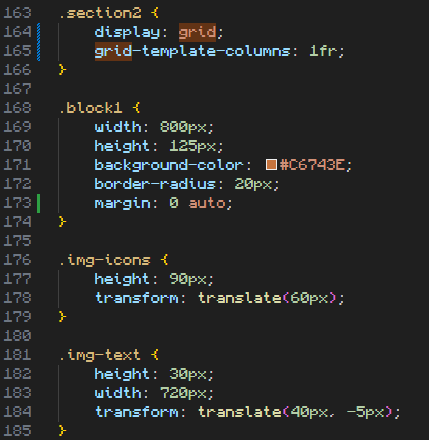 163 .section2 {
164     display: grid;
165     grid-template-columns: 1fr;
166 }
167
168 .block1 {
169     width: 800px;
170     height: 125px;
171     background-color: #C6743E;
172     border-radius: 20px;
173     margin: 0 auto;
174 }
175
176 .img-icons {
177     height: 90px;
178     transform: translate(60px);
179 }
180
181 .img-text {
182     height: 30px;
183     width: 720px;
184     transform: translate(40px, -5px);
185 }